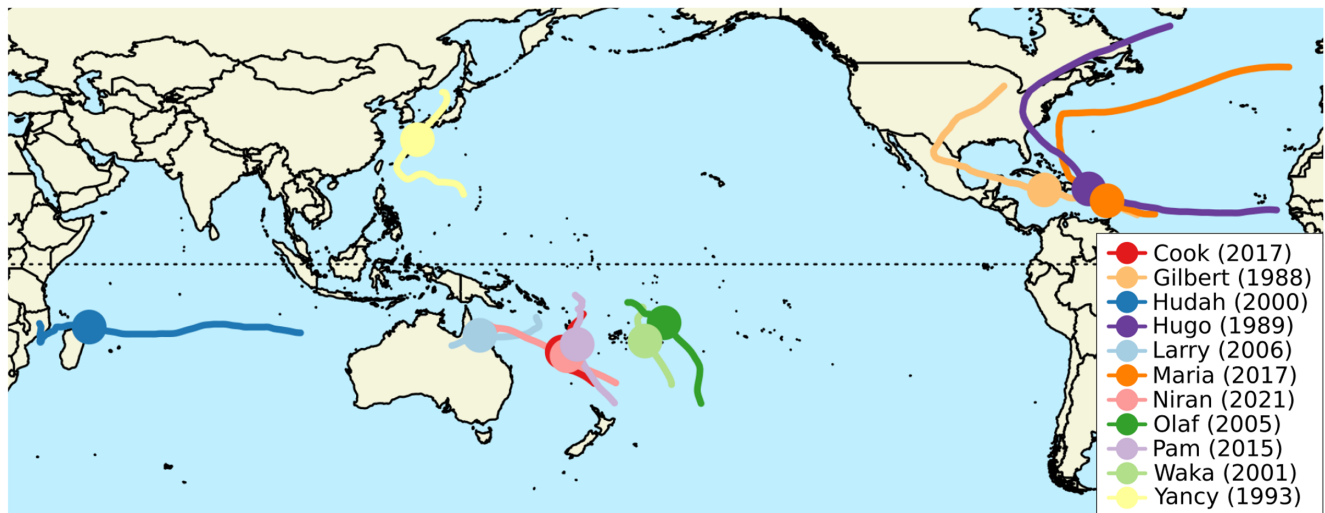 Cook (2017)
Gilbert (1988)
Hudah (2000)
Hugo (1989)
Larry (2006)
Maria (2017)
Niran (2021)
Olaf (2005)
Pam (2015)
Waka (2001)
Yancy (1993)